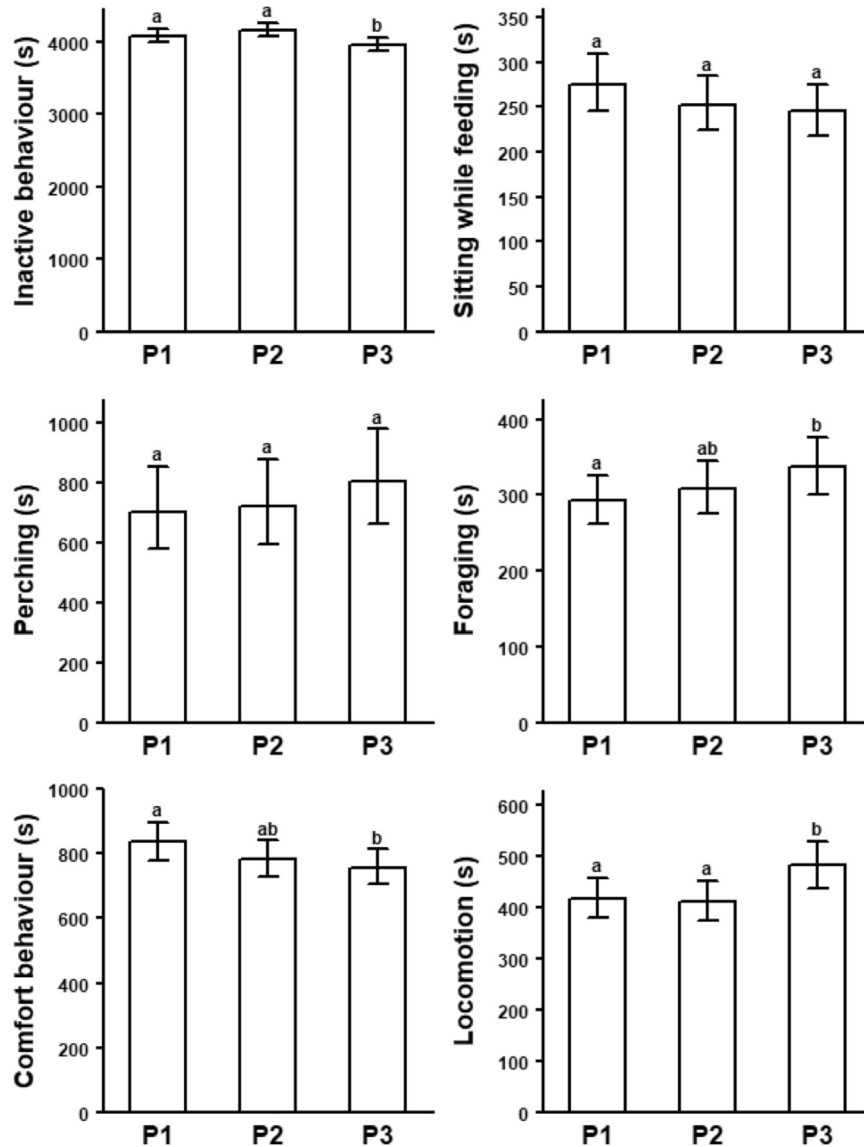 Inactive behaviour (s)
4000
3000
2000
1000
0
a
a
b
P1
P2
P3
Sitting while feeding (s)
350
300
250
200
150
100
50
0
a
a
a
P1
P2
P3
Perching (s)
1000
800
600
400
200
0
a
a
a
P1
P2
P3
Foraging (s)
400
300
200
100
0
a
ab
b
P1
P2
P3
Comfort behaviour (s)
1000
800
600
400
200
0
a
ab
b
P1
P2
P3
Locomotion (s)
600
500
400
300
200
100
0
a
a
b
P1
P2
P3